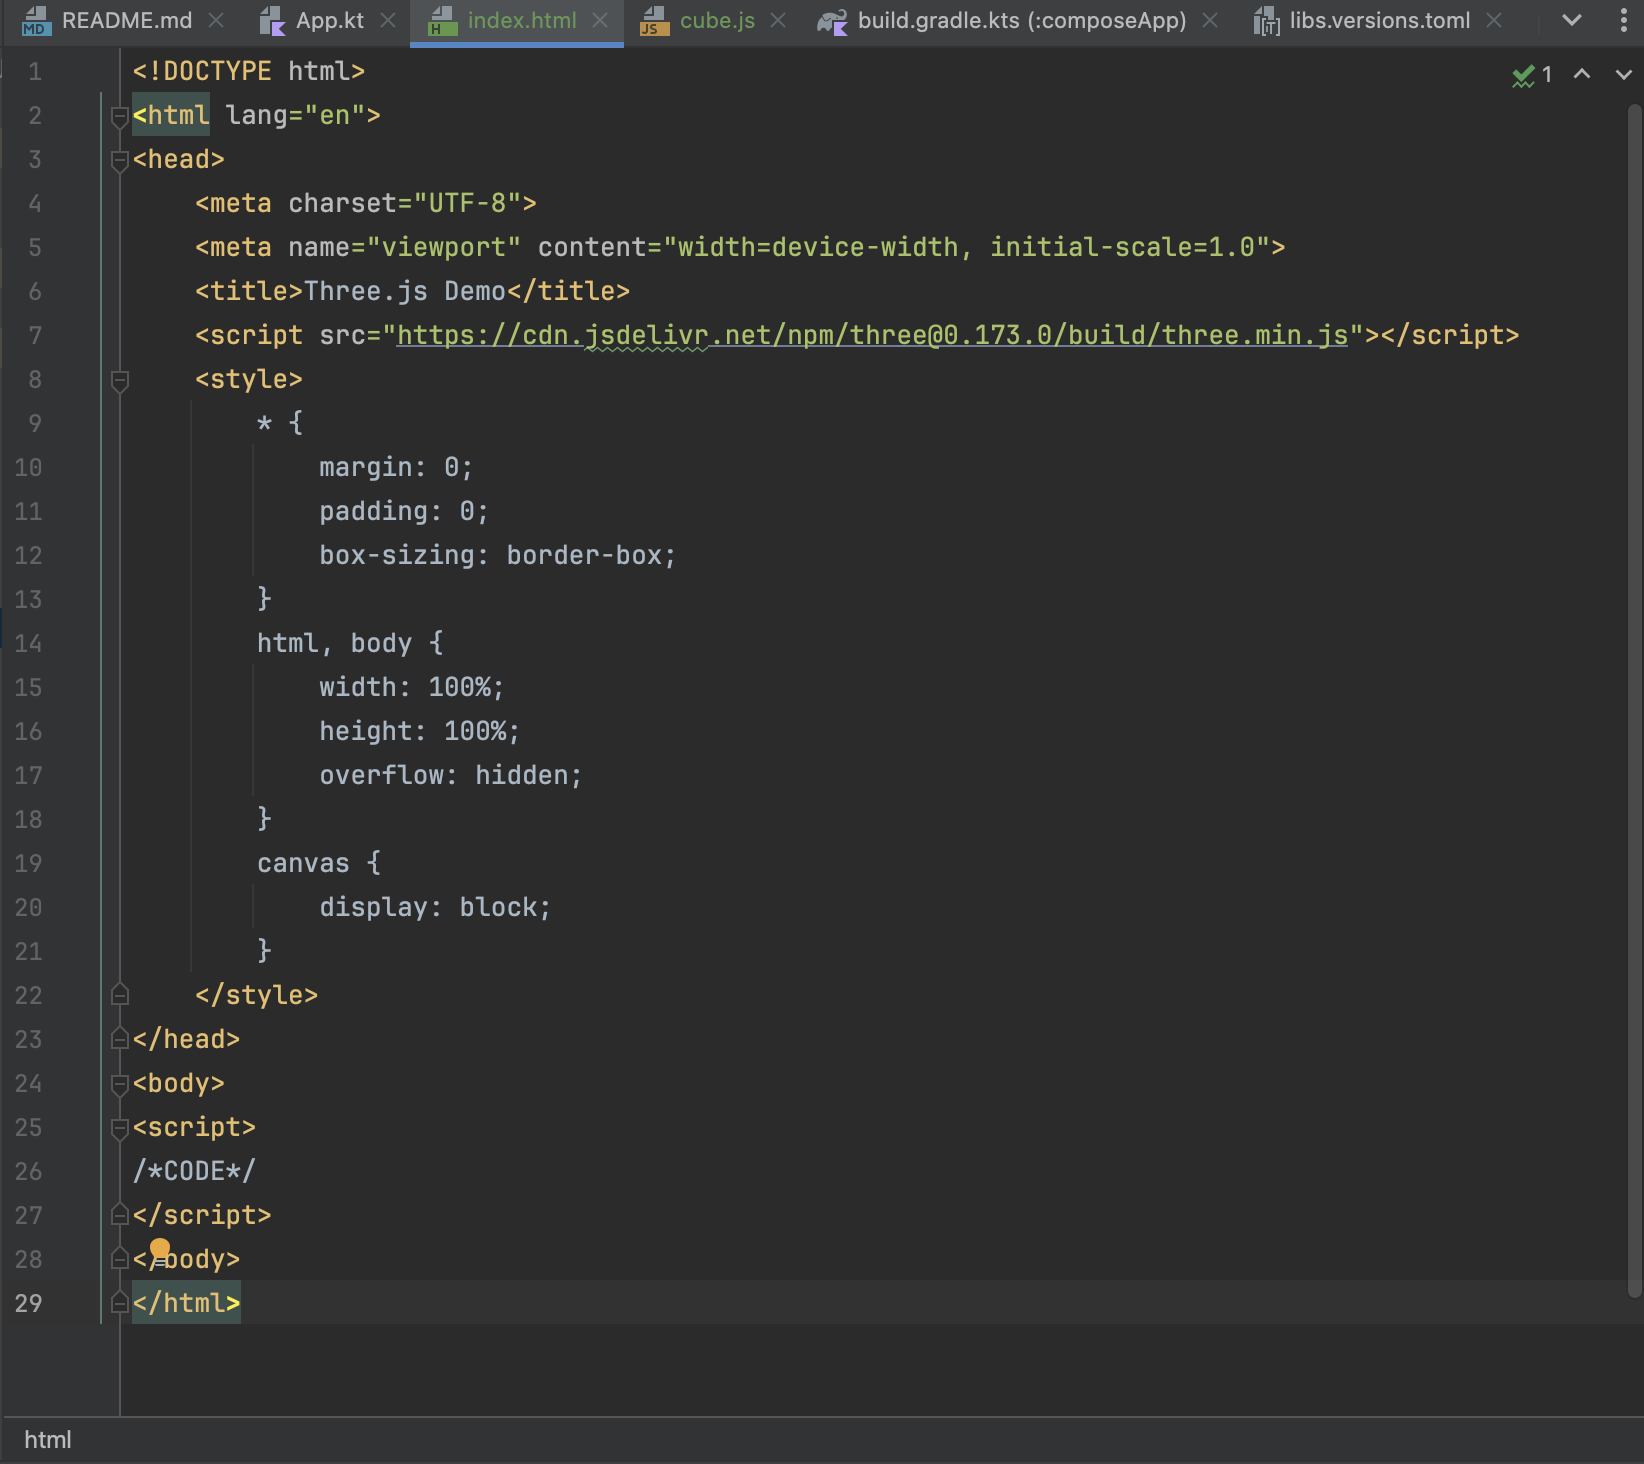 README.md App.kt index.html cube.js build.gradle.kts (:composeApp) libs.versions.toml
1 <!DOCTYPE html>
1
2 <html lang="en">
3 <head>
4 <meta charset="UTF-8">
5 <meta name="viewport" content="width=device-width, initial-scale=1.0">
6 <title>Three.js Demo</title>
7 <script src="https://cdn.jsdelivr.net/npm/three@0.173.0/build/three.min.js"></script>
8 <style>
9 * {
10 margin: 0;
11 padding: 0;
12 box-sizing: border-box;
13 }
14 html, body {
15 width: 100%;
16 height: 100%;
17 overflow: hidden;
18 }
19 canvas {
20 display: block;
21 }
22 </style>
23 </head>
24 <body>
25 <script>
26 /*CODE*/
27 </script>
28 </body>
29 </html>
html